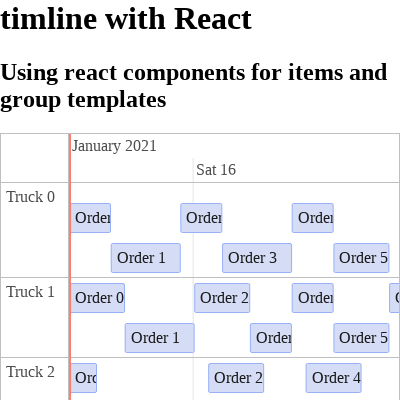 timline with React
Using react components for items and
group templates
January 2021
Sat 16
Truck 0
Order
Order
Order
Order 1
Order 3
Order 5
Truck 1
Order 0
Order 2
Order
Order 1
Order
Order 5
Truck 2
Order 2
Order 4